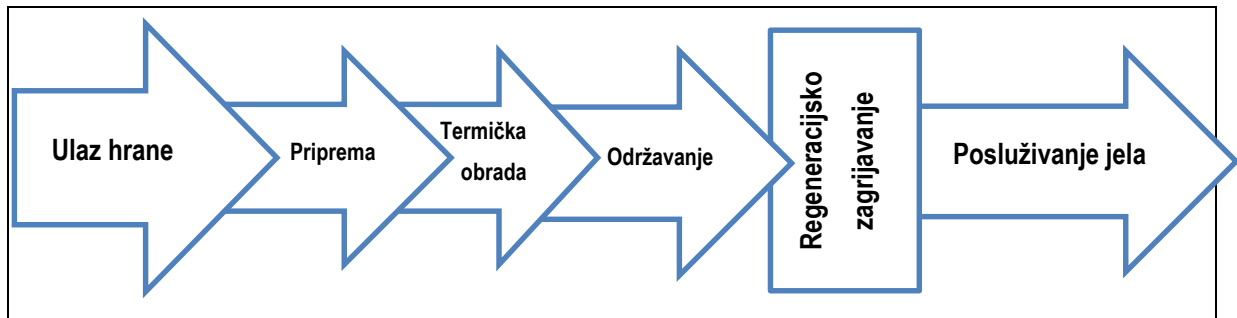 Ulaz hrane
Priprema
Termička
obrada
Održavanje
Regeneracijsko
zagrijavanje
Posluživanje jela